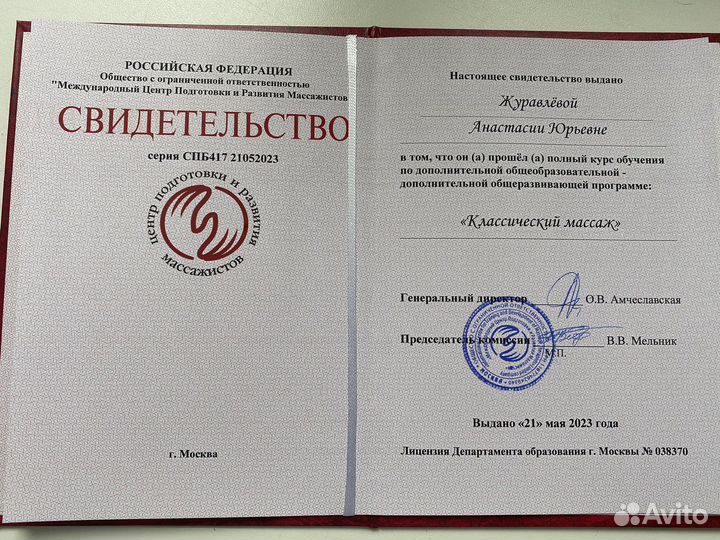 РОССИЙСКАЯ ФЕДЕРАЦИЯ
Общество с ограниченной ответственностью
"Международный Центр Подготовки и Развития Массажистов
СВИДЕТЕЛЬСТВО
серия СПБ417 21052023
центр подготовки и развития
массажистов
г. Москва
Настоящее свидетельство выдано
Журавлёвой
Анастасии Юрьевне
в том, что он (а) прошёл (а) полный курс обучения
по дополнительной общеобразовательной -
дополнительной общеразвивающей программе:
«Классический массаж»
Генеральный директор О.В. Амчеславская
Председатель комиссии В.В. Мельник
М.П.
Выдано «21» мая 2023 года
Лицензия Департамента образования г. Москвы № 038370
Avito